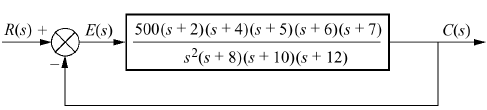 R(s) + E(s) 500(s + 2)(s + 4)(s + 5)(s + 6)(s + 7) C(s)
s²(s + 8)(s + 10)(s + 12)
−